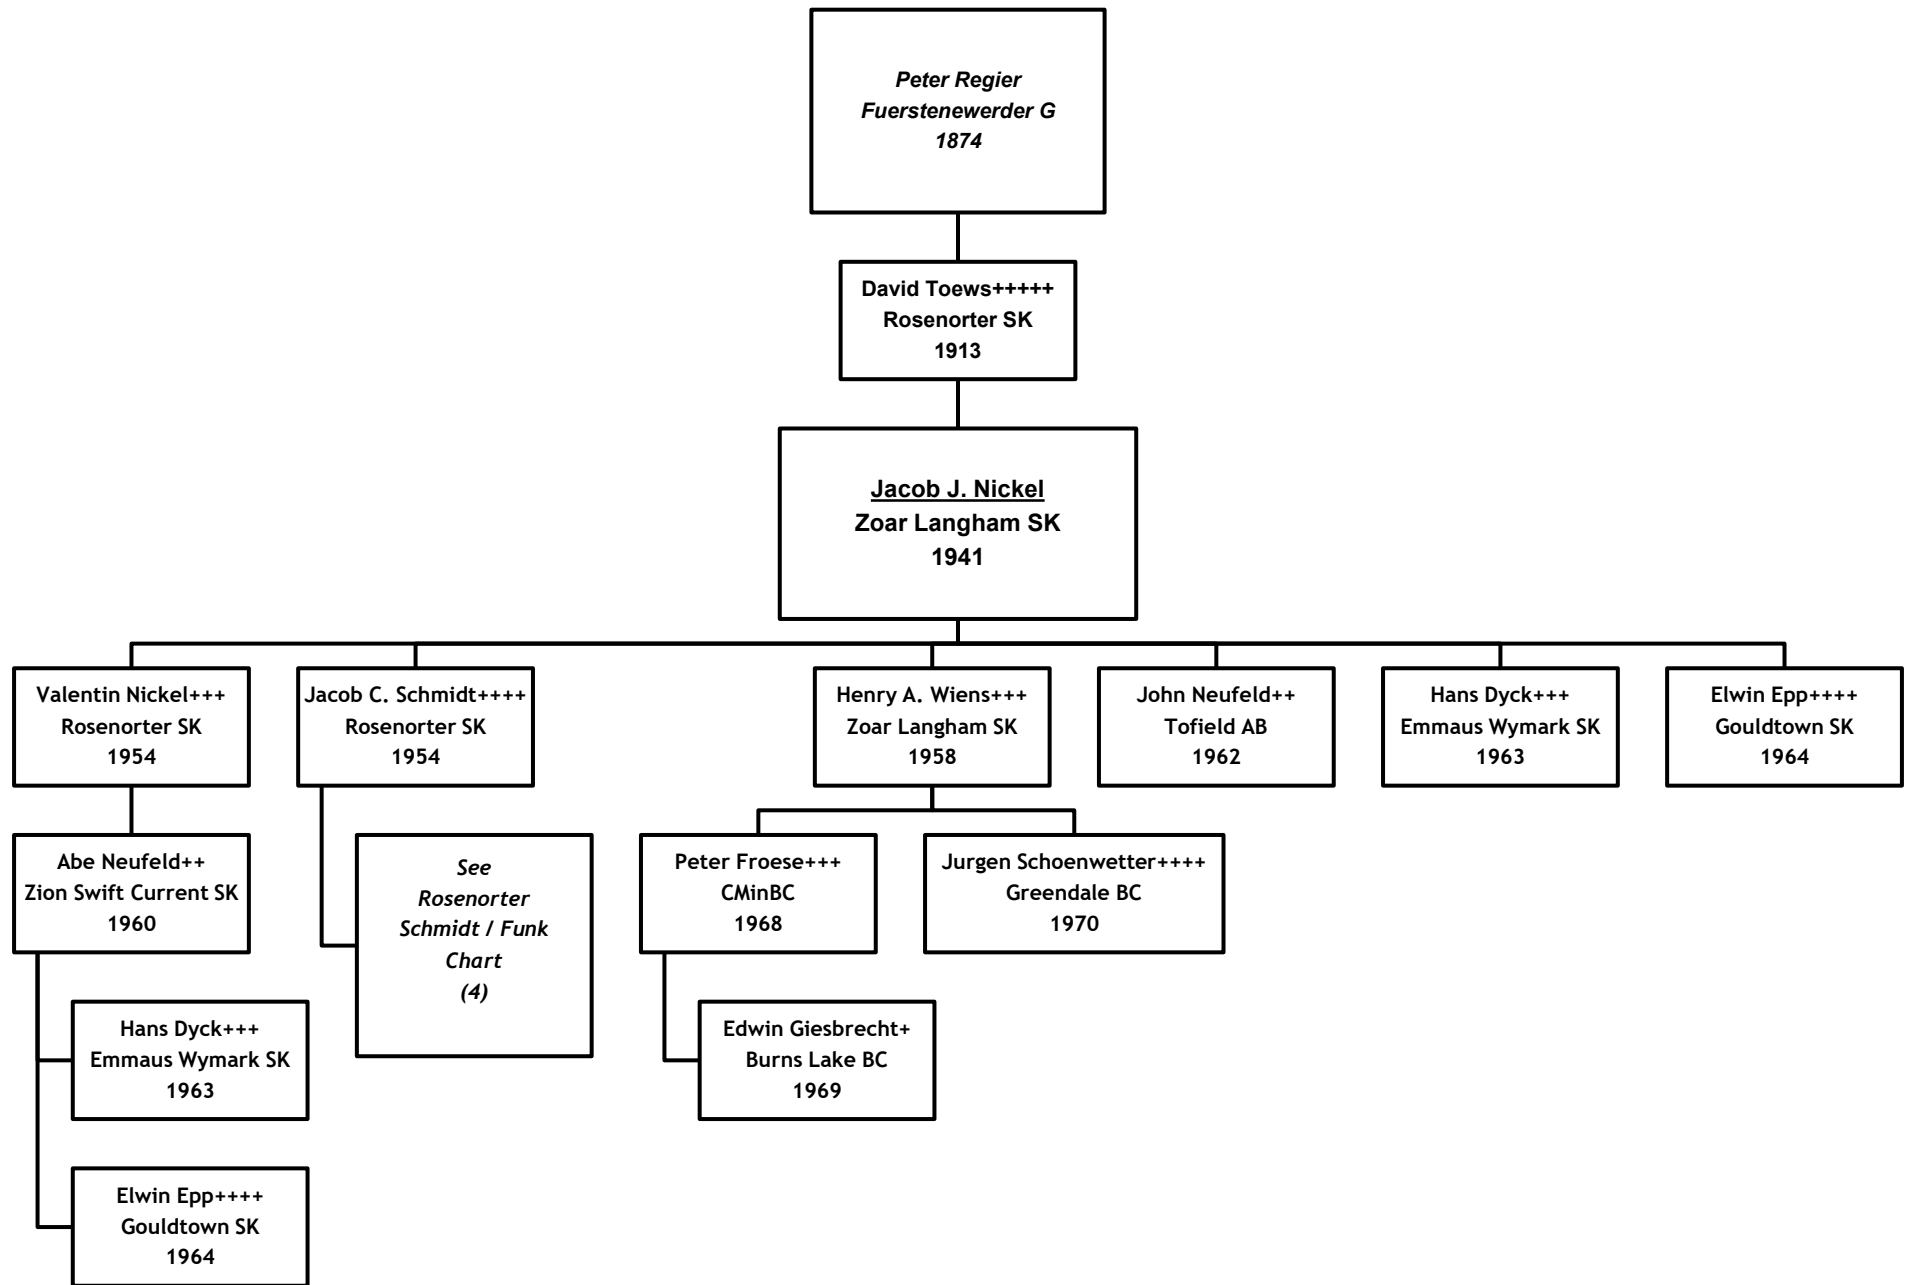 Peter Regier
Fuerstenewerder G
1874
David Toews+++++
Rosenorter SK
1913
Jacob J. Nickel
Zoar Langham SK
1941
Valentin Nickel+++
Rosenorter SK
1954
Jacob C. Schmidt++++
Rosenorter SK
1954
Henry A. Wiens+++
Zoar Langham SK
1958
John Neufeld++
Tofield AB
1962
Hans Dyck+++
Emmaus Wymark SK
1963
Elwin Epp++++
Gouldtown SK
1964
Abe Neufeld++
Zion Swift Current SK
1960
See
Rosenorter
Schmidt / Funk
Chart
(4)
Peter Froese+++
CMinBC
1968
Jurgen Schoenwetter++++
Greendale BC
1970
Hans Dyck+++
Emmaus Wymark SK
1963
Edwin Giesbrecht+
Burns Lake BC
1969
Elwin Epp++++
Gouldtown SK
1964